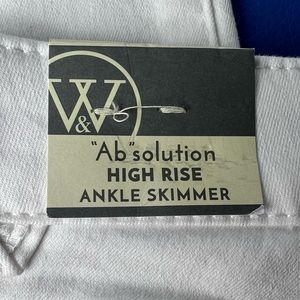 W&
"Ab"solution
HIGH RISE
ANKLE SKIMMER